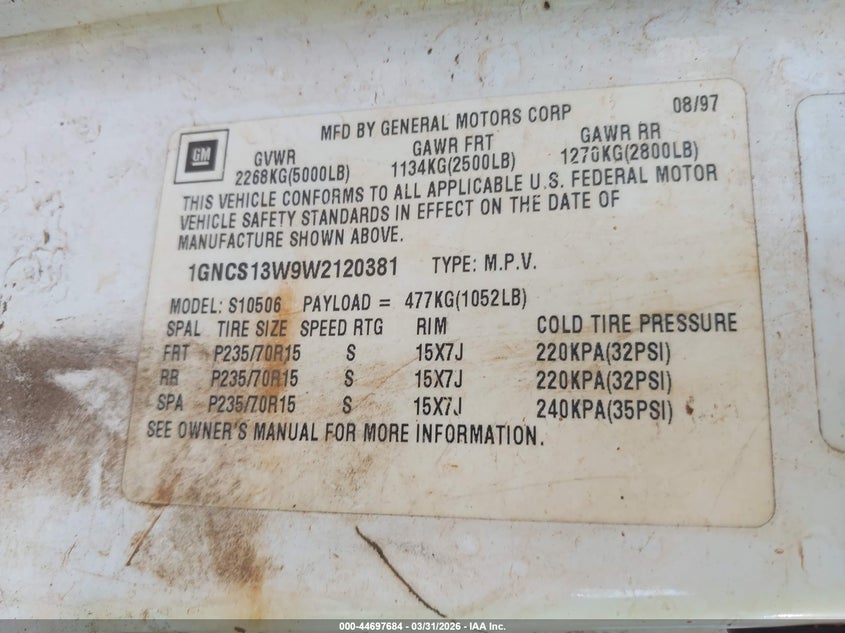 08/97
MFD BY GENERAL MOTORS CORP
GM
GVWR GAWR FRT GAWR RR
2268KG(5000LB) 1134KG(2500LB) 1270KG(2800LB)
THIS VEHICLE CONFORMS TO ALL APPLICABLE U.S. FEDERAL MOTOR
VEHICLE SAFETY STANDARDS IN EFFECT ON THE DATE OF
MANUFACTURE SHOWN ABOVE.
1GNCS13W9W2120381 TYPE: M.P.V.
MODEL: S10506 PAYLOAD = 477KG(1052LB)
SPAL TIRE SIZE SPEED RTG RIM COLD TIRE PRESSURE
FRT P235/70R15 S 15X7J 220KPA(32PSI)
RR P235/70R15 S 15X7J 220KPA(32PSI)
SPA P235/70R15 S 15X7J 240KPA(35PSI)
SEE OWNER'S MANUAL FOR MORE INFORMATION.
000-44697684 | 03/31/2026 - IAA Inc.